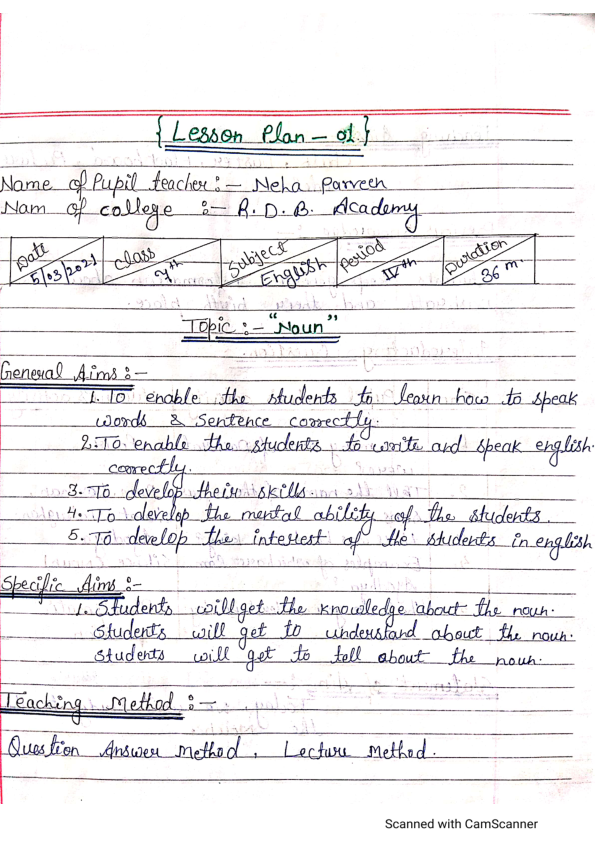 { Lesson Plan - 01 }
Name of Pupil teacher :- Neha Parveen
Nam of college :- R. D. B. Academy
Date 5/03/2021 Class 7th Subject English Period IVth Duration 36 m.
Topic :- "Noun"
General Aims :-
1. To enable the students to learn how to speak
words & Sentence correctly.
2. To enable the students to write and speak english
correctly.
3. To develop their skills.
4. To develop the mental ability of the students.
5. To develop the interest of the students in english
Specific Aims :-
1. Students will get the knowledge about the noun.
Students will get to understand about the noun.
Students will get to tell about the noun.
Teaching Method :-
Question Answer Method, Lecture Method.
Scanned with CamScanner